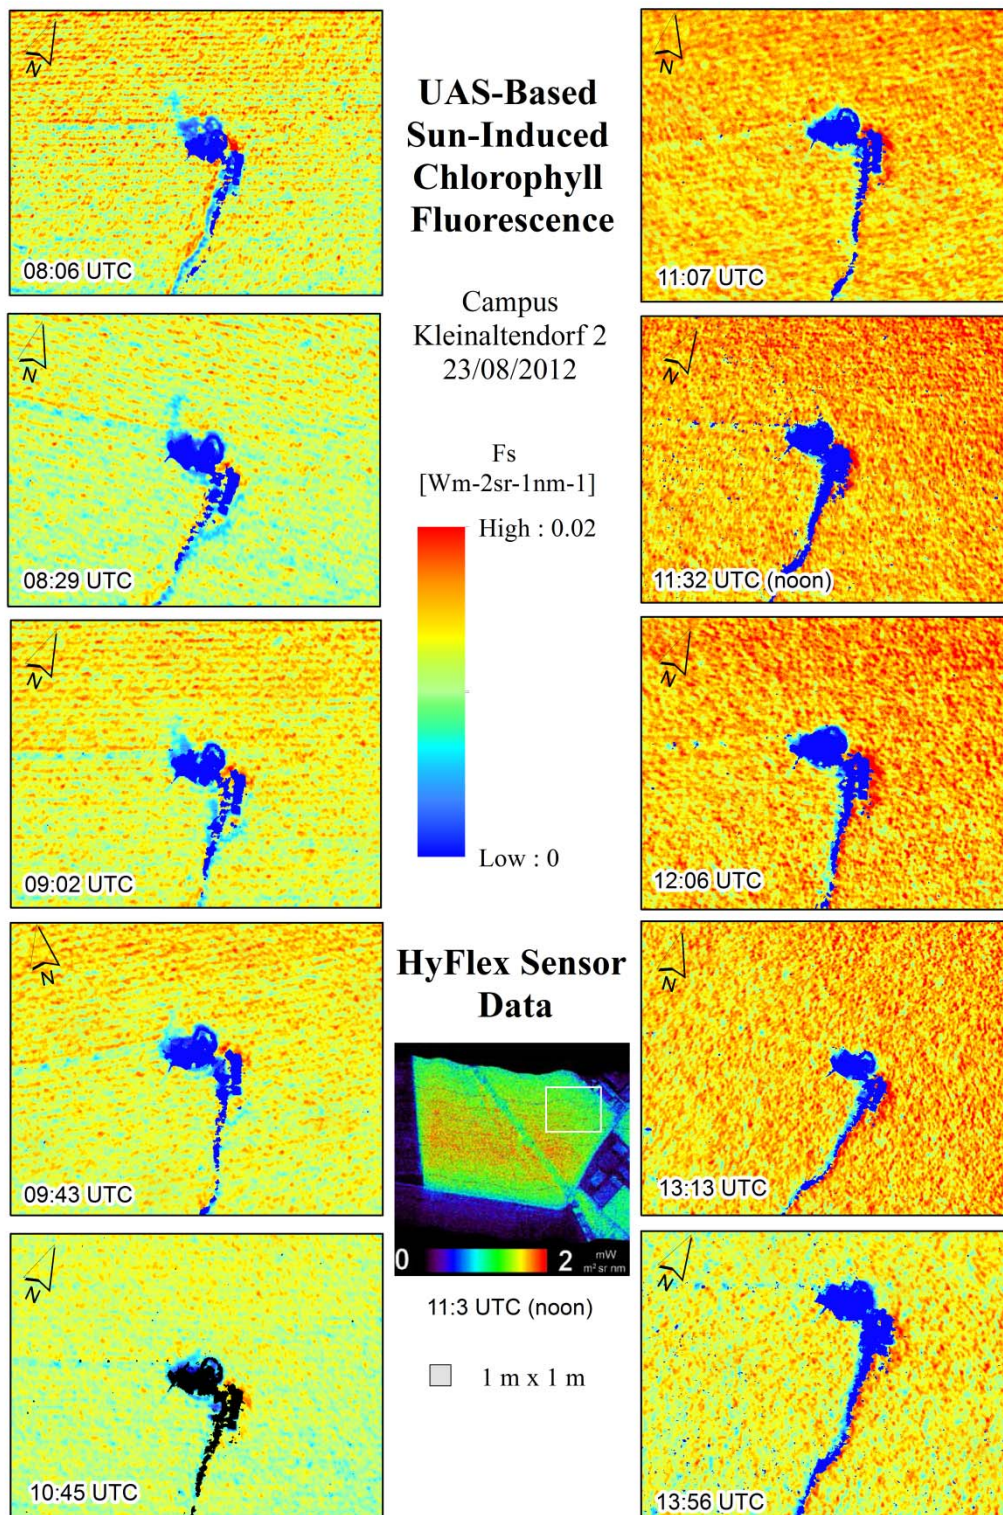 UAS-Based
Sun-Induced
Chlorophyll
Fluorescence
Campus
Kleinaltendorf 2
23/08/2012
Fs
[Wm-2sr-1nm-1]
High : 0.02
Low : 0
N
08:06 UTC
N
08:29 UTC
N
09:02 UTC
N
09:43 UTC
N
10:45 UTC
N
11:07 UTC
N
11:32 UTC (noon)
N
12:06 UTC
N
13:13 UTC
N
13:56 UTC
HyFlex Sensor
Data
0 2 mW
m² sr nm
11:3 UTC (noon)
1 m x 1 m